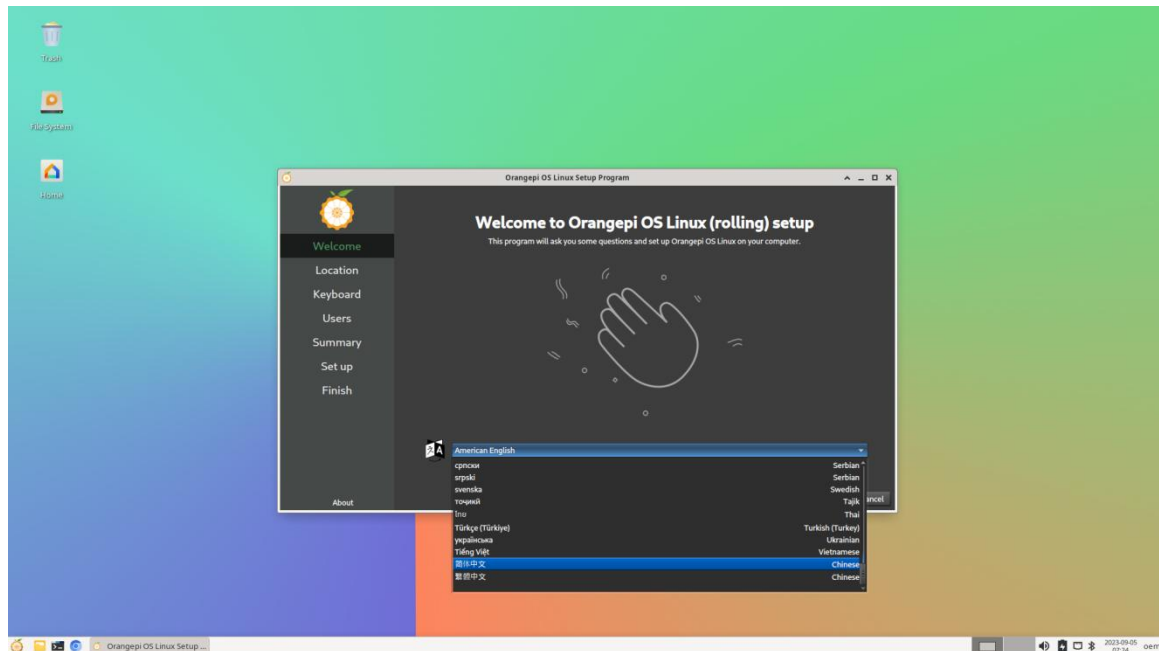 Trash
File System
Home
Orangepi OS Linux Setup Program
Welcome
Location
Keyboard
Users
Summary
Set up
Finish
About
Welcome to Orangepi OS Linux (rolling) setup
This program will ask you some questions and set up Orangepi OS Linux on your computer.
American English
српски Serbian
srpski Serbian
svenska Swedish
тоҷикӣ Tajik
ไทย Thai
Türkçe (Türkiye) Turkish (Turkey)
українська Ukrainian
Tiếng Việt Vietnamese
简体中文 Chinese
繁體中文 Chinese
Orangepi OS Linux Setup ...
2023-09-05
oem